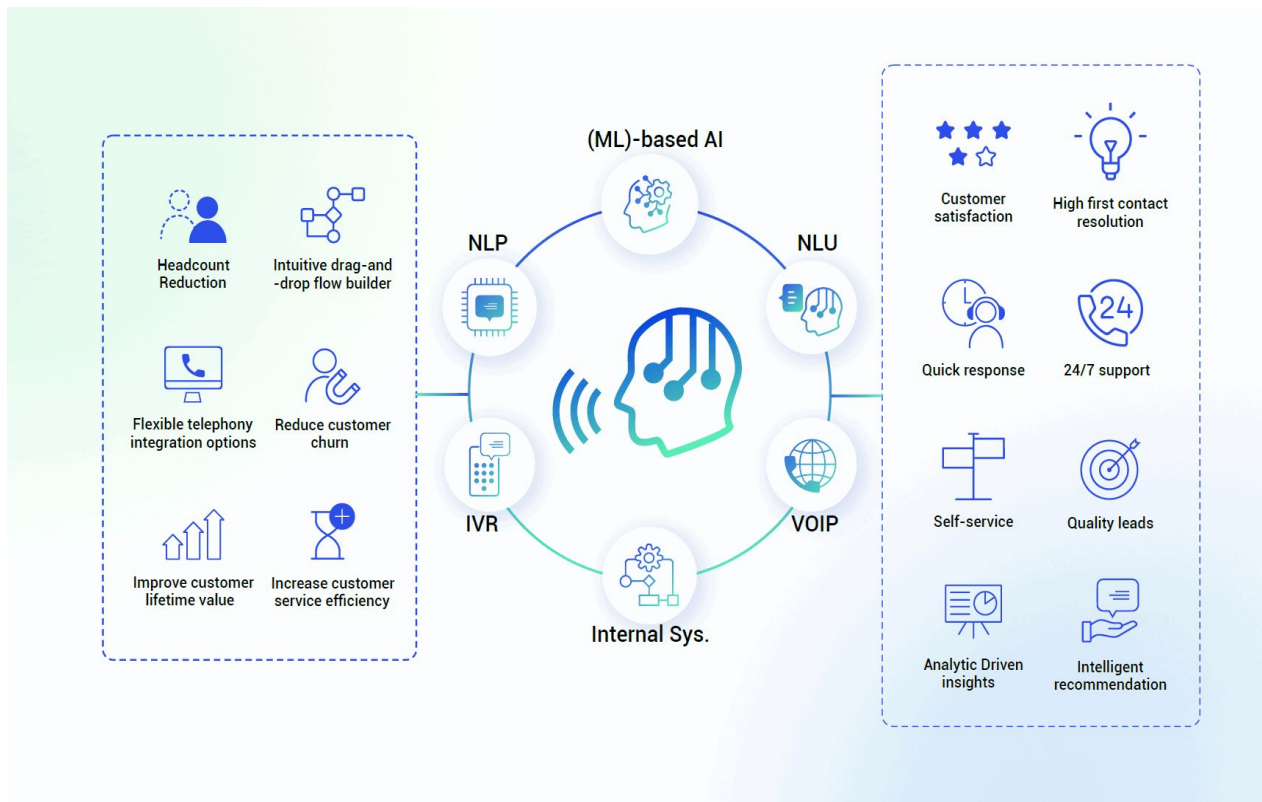 Headcount
Reduction
Intuitive drag-and
-drop flow builder
Flexible telephony
integration options
Reduce customer
churn
Improve customer
lifetime value
Increase customer
service efficiency
(ML)-based AI
NLP
NLU
IVR
VOIP
Internal Sys.
Customer
satisfaction
High first contact
resolution
Quick response
24
24/7 support
Self-service
Quality leads
Analytic Driven
insights
Intelligent
recommendation